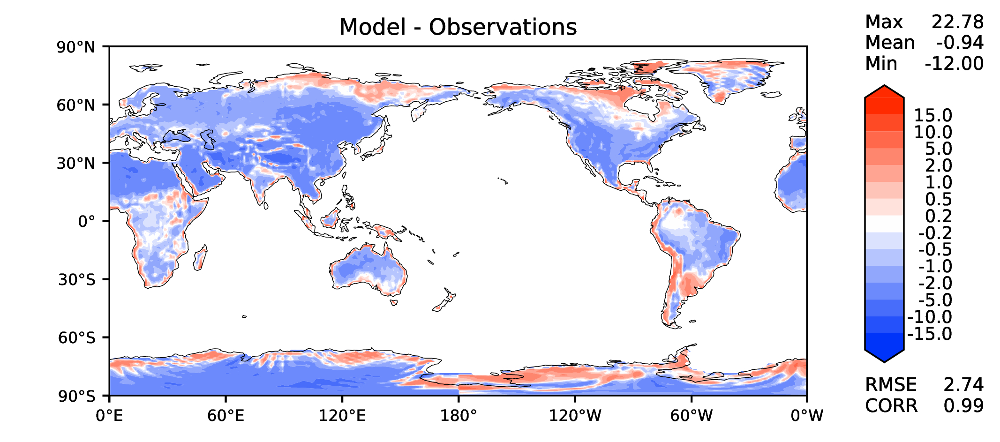 Model - Observations
Max 22.78
Mean -0.94
Min -12.00
90°N
60°N
30°N
0°
30°S
60°S
90°S
0°E 60°E 120°E 180° 120°W 60°W 0°W
15.0
10.0
5.0
2.0
1.0
0.5
0.2
-0.2
-0.5
-1.0
-2.0
-5.0
-10.0
-15.0
RMSE 2.74
CORR 0.99